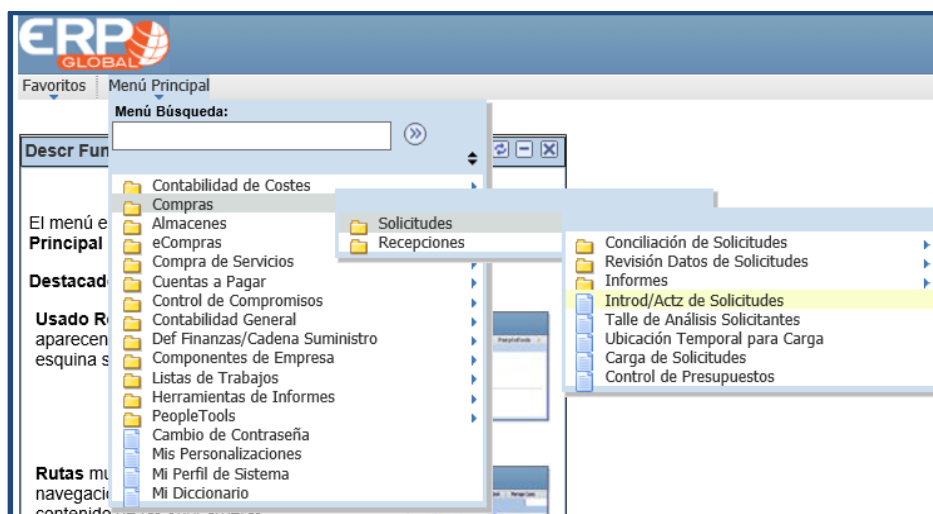 ERP
GLOBAL
Favoritos
Menú Principal
Menú Búsqueda:
Descr Fun
El menú e
Principal
Destacad
Usado R
aparecen
esquina s
Rutas mu
navegació
Contabilidad de Costes
Compras
Almacenes
eCompras
Compra de Servicios
Cuentas a Pagar
Control de Compromisos
Contabilidad General
Def Finanzas/Cadena Suministro
Componentes de Empresa
Listas de Trabajos
Herramientas de Informes
PeopleTools
Cambio de Contraseña
Mis Personalizaciones
Mi Perfil de Sistema
Mi Diccionario
Solicitudes
Recepciones
Conciliación de Solicitudes
Revisión Datos de Solicitudes
Informes
Introd/Actz de Solicitudes
Talle de Análisis Solicitantes
Ubicación Temporal para Carga
Carga de Solicitudes
Control de Presupuestos